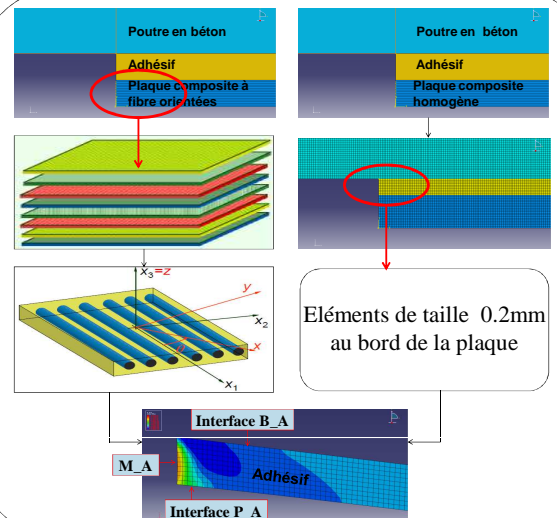 Poutre en béton
Adhésif
Plaque composite à
fibre orientées
Poutre en béton
Adhésif
Plaque composite
homogène
x₃=z
y
x₂
x
x₁
Eléments de taille 0.2mm
au bord de la plaque
Interface B_A
M_A
Adhésif
Interface P_A